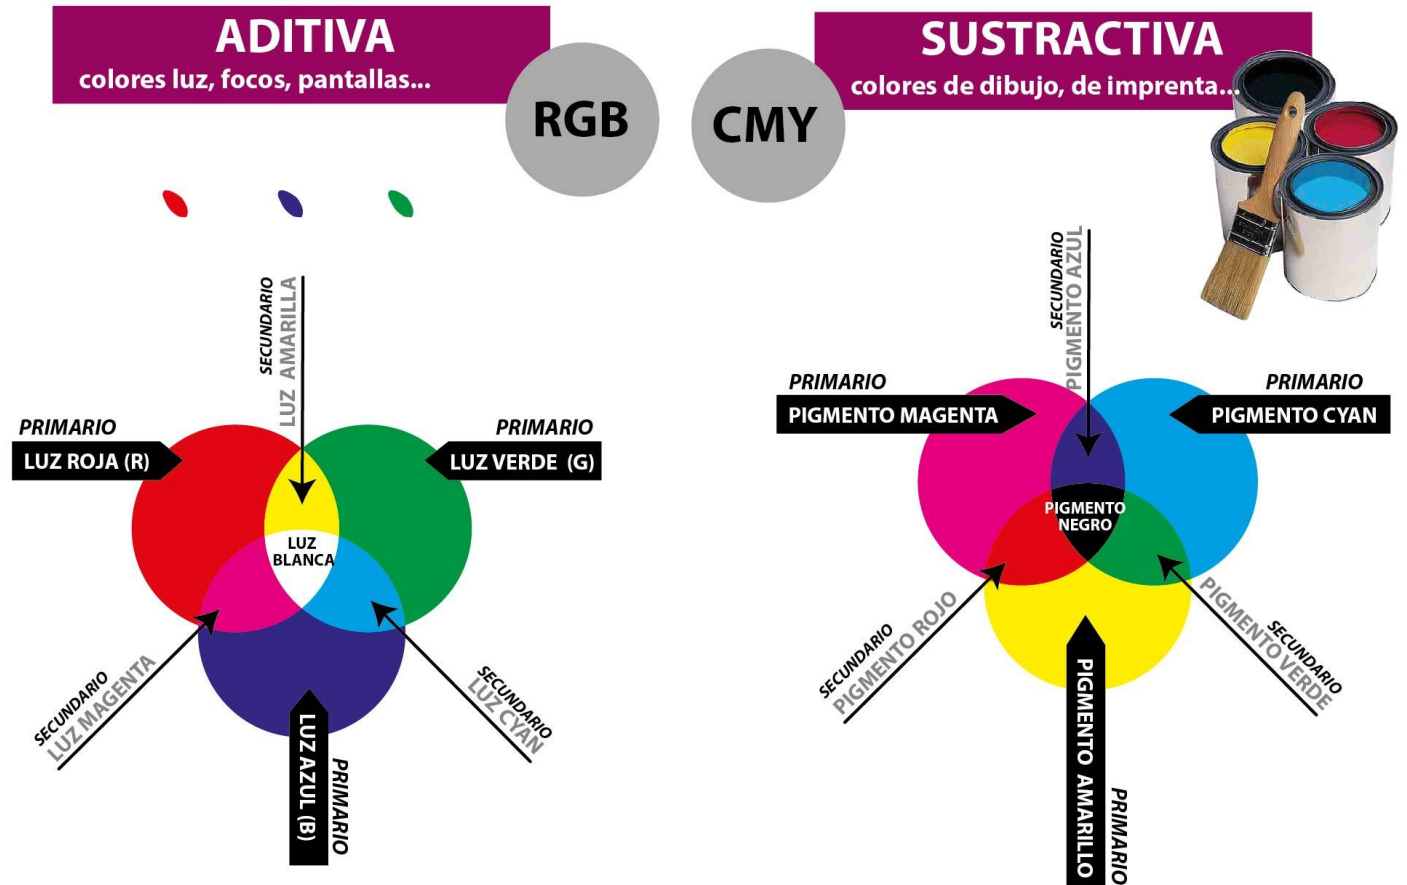 ADITIVA
colores luz, focos, pantallas...
RGB
SECUNDARIO
LUZ AMARILLA
PRIMARIO
LUZ ROJA (R)
PRIMARIO
LUZ VERDE (G)
LUZ
BLANCA
SECUNDARIO
LUZ MAGENTA
SECUNDARIO
LUZ CYAN
LUZ AZUL (B)
PRIMARIO
SUSTRACTIVA
colores de dibujo, de imprenta...
CMY
SECUNDARIO
PIGMENTO AZUL
PRIMARIO
PIGMENTO MAGENTA
PRIMARIO
PIGMENTO CYAN
PIGMENTO
NEGRO
SECUNDARIO
PIGMENTO ROJO
SECUNDARIO
PIGMENTO VERDE
PIGMENTO AMARILLO
PRIMARIO